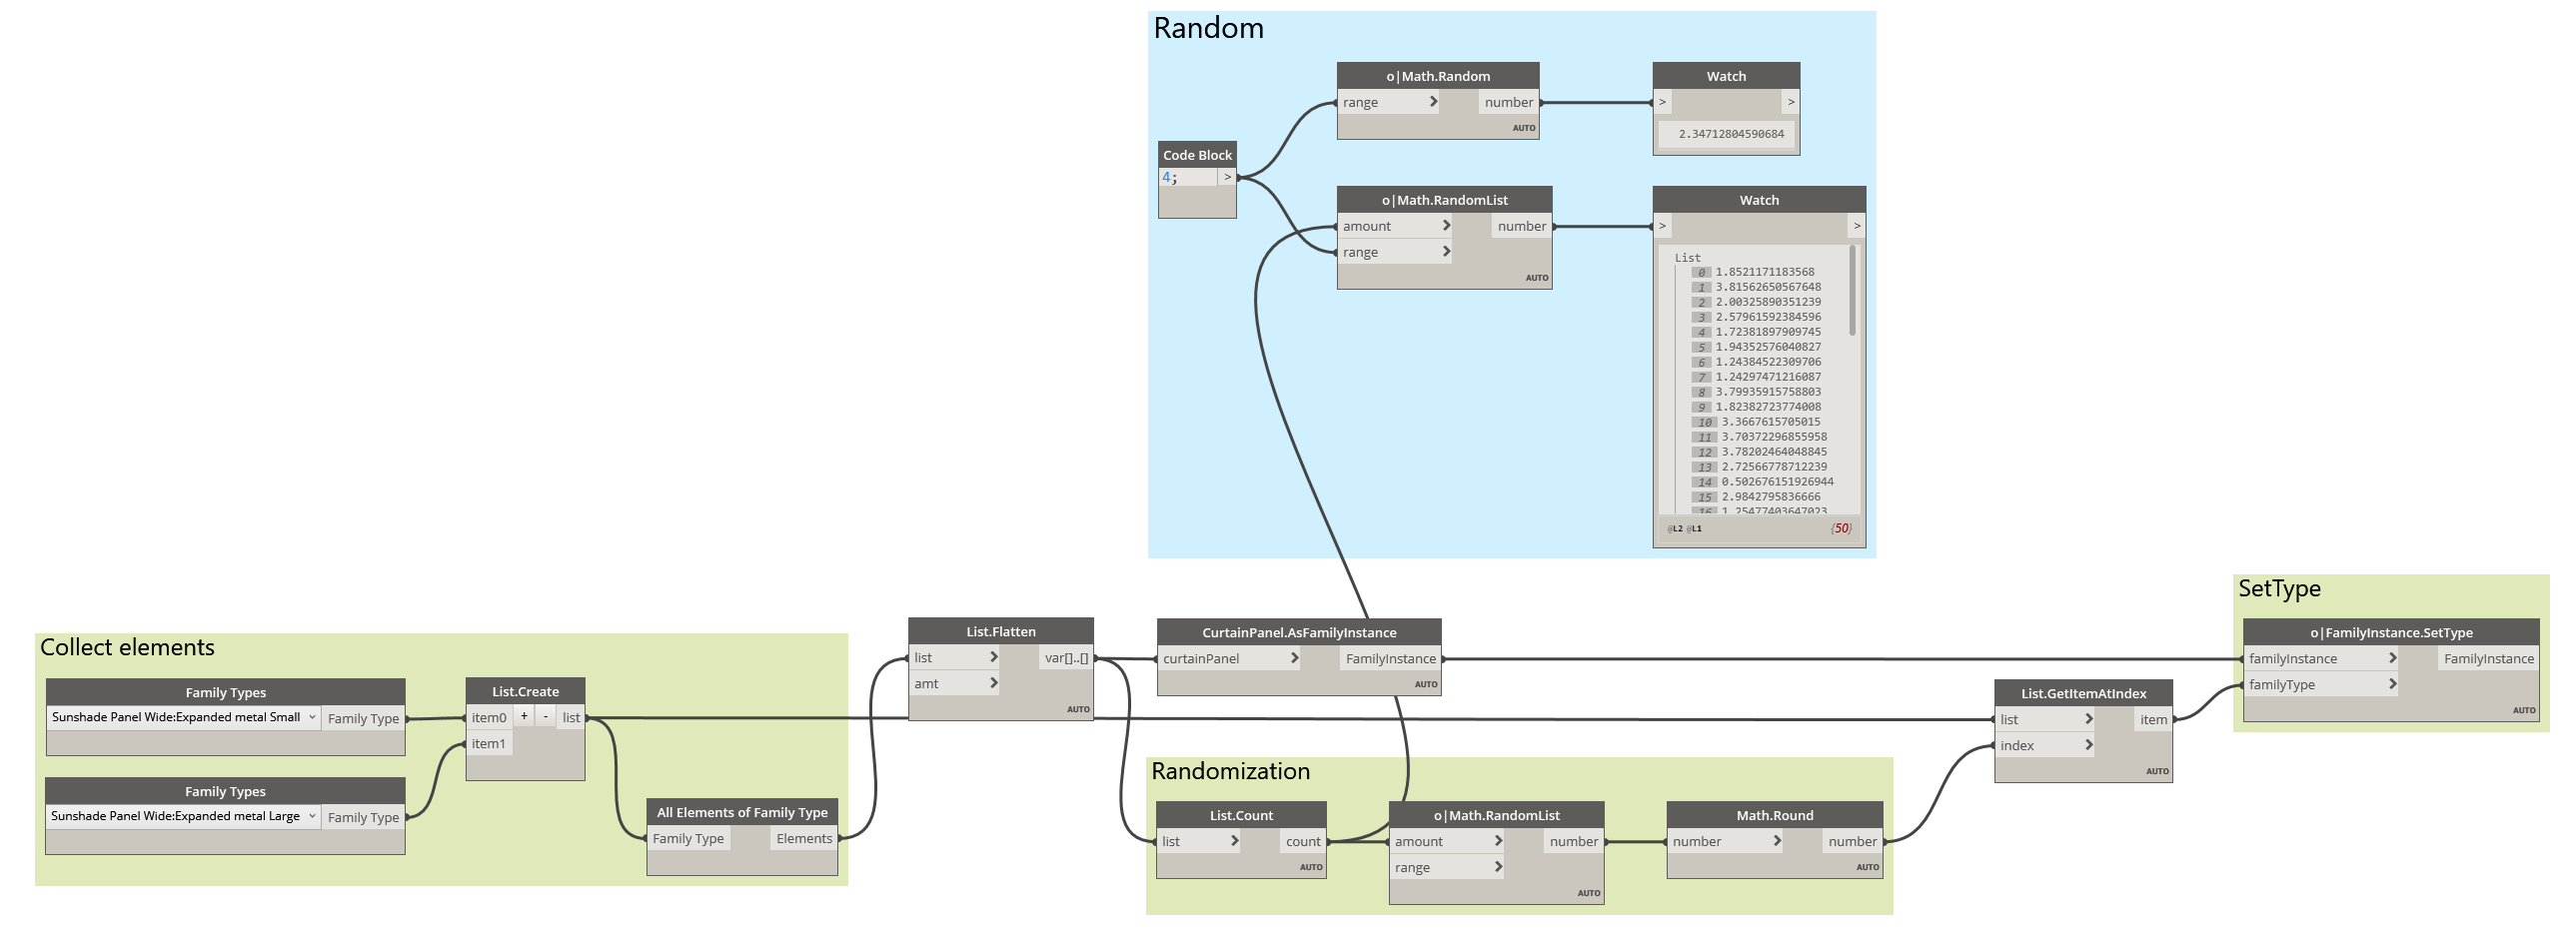 Random
o|Math.Random
range
number
AUTO
Watch
>
>
2.34712804590684
Code Block
4;
>
o|Math.RandomList
amount
number
range
AUTO
Watch
>
>
List
0 1.8521171183568
1 3.81562650567648
2 2.00325890351239
3 2.57961592384596
4 1.72381897909745
5 1.94352576040827
6 1.24384522309706
7 1.24297471216087
8 3.79935915758803
9 1.82382723774008
10 3.3667615705015
11 3.70372296855958
12 3.78202464048845
13 2.72566778712239
14 0.502676151926944
15 2.9842795836666
16 1.25477403647023
@L2 @L1
{50}
Collect elements
Family Types
Sunshade Panel Wide:Expanded metal Small
Family Type
Family Types
Sunshade Panel Wide:Expanded metal Large
Family Type
List.Create
item0 + - list
item1
All Elements of Family Type
Family Type
Elements
List.Flatten
list
var[]..[]
amt
AUTO
CurtainPanel.AsFamilyInstance
curtainPanel
FamilyInstance
AUTO
Randomization
List.Count
list
count
AUTO
o|Math.RandomList
amount
number
range
AUTO
Math.Round
number
number
AUTO
List.GetItemAtIndex
list
item
index
AUTO
SetType
o|FamilyInstance.SetType
familyInstance
FamilyInstance
familyType
AUTO